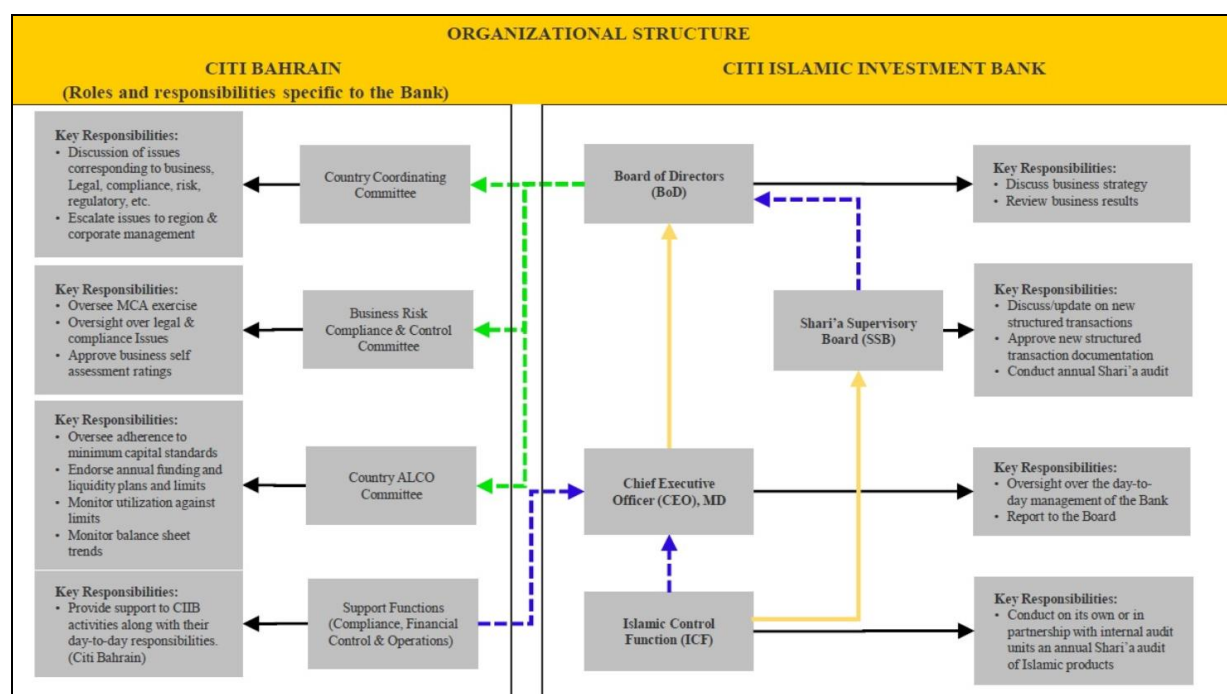 ORGANIZATIONAL STRUCTURE
CITI BAHRAIN
(Roles and responsibilities specific to the Bank)
CITI ISLAMIC INVESTMENT BANK
Key Responsibilities:
• Discussion of issues
corresponding to business,
Legal, compliance, risk,
regulatory, etc.
• Escalate issues to region &
corporate management
Country Coordinating
Committee
Board of Directors
(BoD)
Key Responsibilities:
• Discuss business strategy
• Review business results
Key Responsibilities:
• Oversee MCA exercise
• Oversight over legal &
compliance Issues
• Approve business self
assessment ratings
Business Risk
Compliance & Control
Committee
Shari’a Supervisory
Board (SSB)
Key Responsibilities:
• Discuss/update on new
structured transactions
• Approve new structured
transaction documentation
• Conduct annual Shari’a audit
Key Responsibilities:
• Oversee adherence to
minimum capital standards
• Endorse annual funding and
liquidity plans and limits
• Monitor utilization against
limits
• Monitor balance sheet
trends
Country ALCO
Committee
Chief Executive
Officer (CEO), MD
Key Responsibilities:
• Oversight over the day-to-
day management of the Bank
• Report to the Board
Key Responsibilities:
• Provide support to CIIB
activities along with their
day-to-day responsibilities.
(Citi Bahrain)
Support Functions
(Compliance, Financial
Control & Operations)
Islamic Control
Function (ICF)
Key Responsibilities:
• Conduct on its own or in
partnership with internal audit
units an annual Shari’a audit
of Islamic products